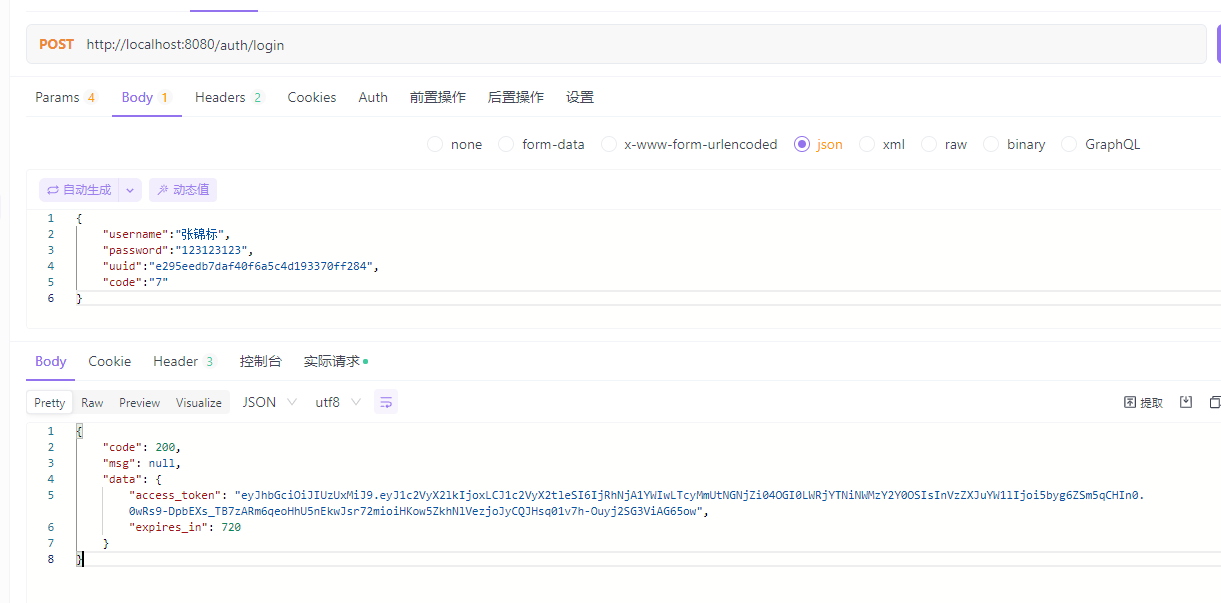 POST http://localhost:8080/auth/login
Params 4 Body 1 Headers 2 Cookies Auth 前置操作 后置操作 设置
none form-data x-www-form-urlencoded json xml raw binary GraphQL
自动生成 动态值
1 {
2 "username":"张锦标",
3 "password":"123123123",
4 "uuid":"e295eedb7daf40f6a5c4d193370ff284",
5 "code":"7"
6 }
Body Cookie Header 3 控制台 实际请求
Pretty Raw Preview Visualize JSON utf8 提取
1 {
2 "code": 200,
3 "msg": null,
4 "data": {
5 "access_token": "eyJhbGciOiJIUzUxMiJ9.eyJ1c2VyX2lkIjoxLCJ1c2VyX2tleSI6IjRhNjA1YWIwLTcyMmUtNGNjZi04OGI0LWRjYTNiNWMzY2Y0OSIsInVzZXJuYW1lIjoi5byg6ZSm5qCHIn0.
0wRs9-DpbEXs_TB7zARm6qeoHhU5nEkwJsr72mioiHKow5ZkhNlVezjoJyCQJHsq01v7h-Ouyj2SG3ViAG65ow",
6 "expires_in": 720
7 }
8 }